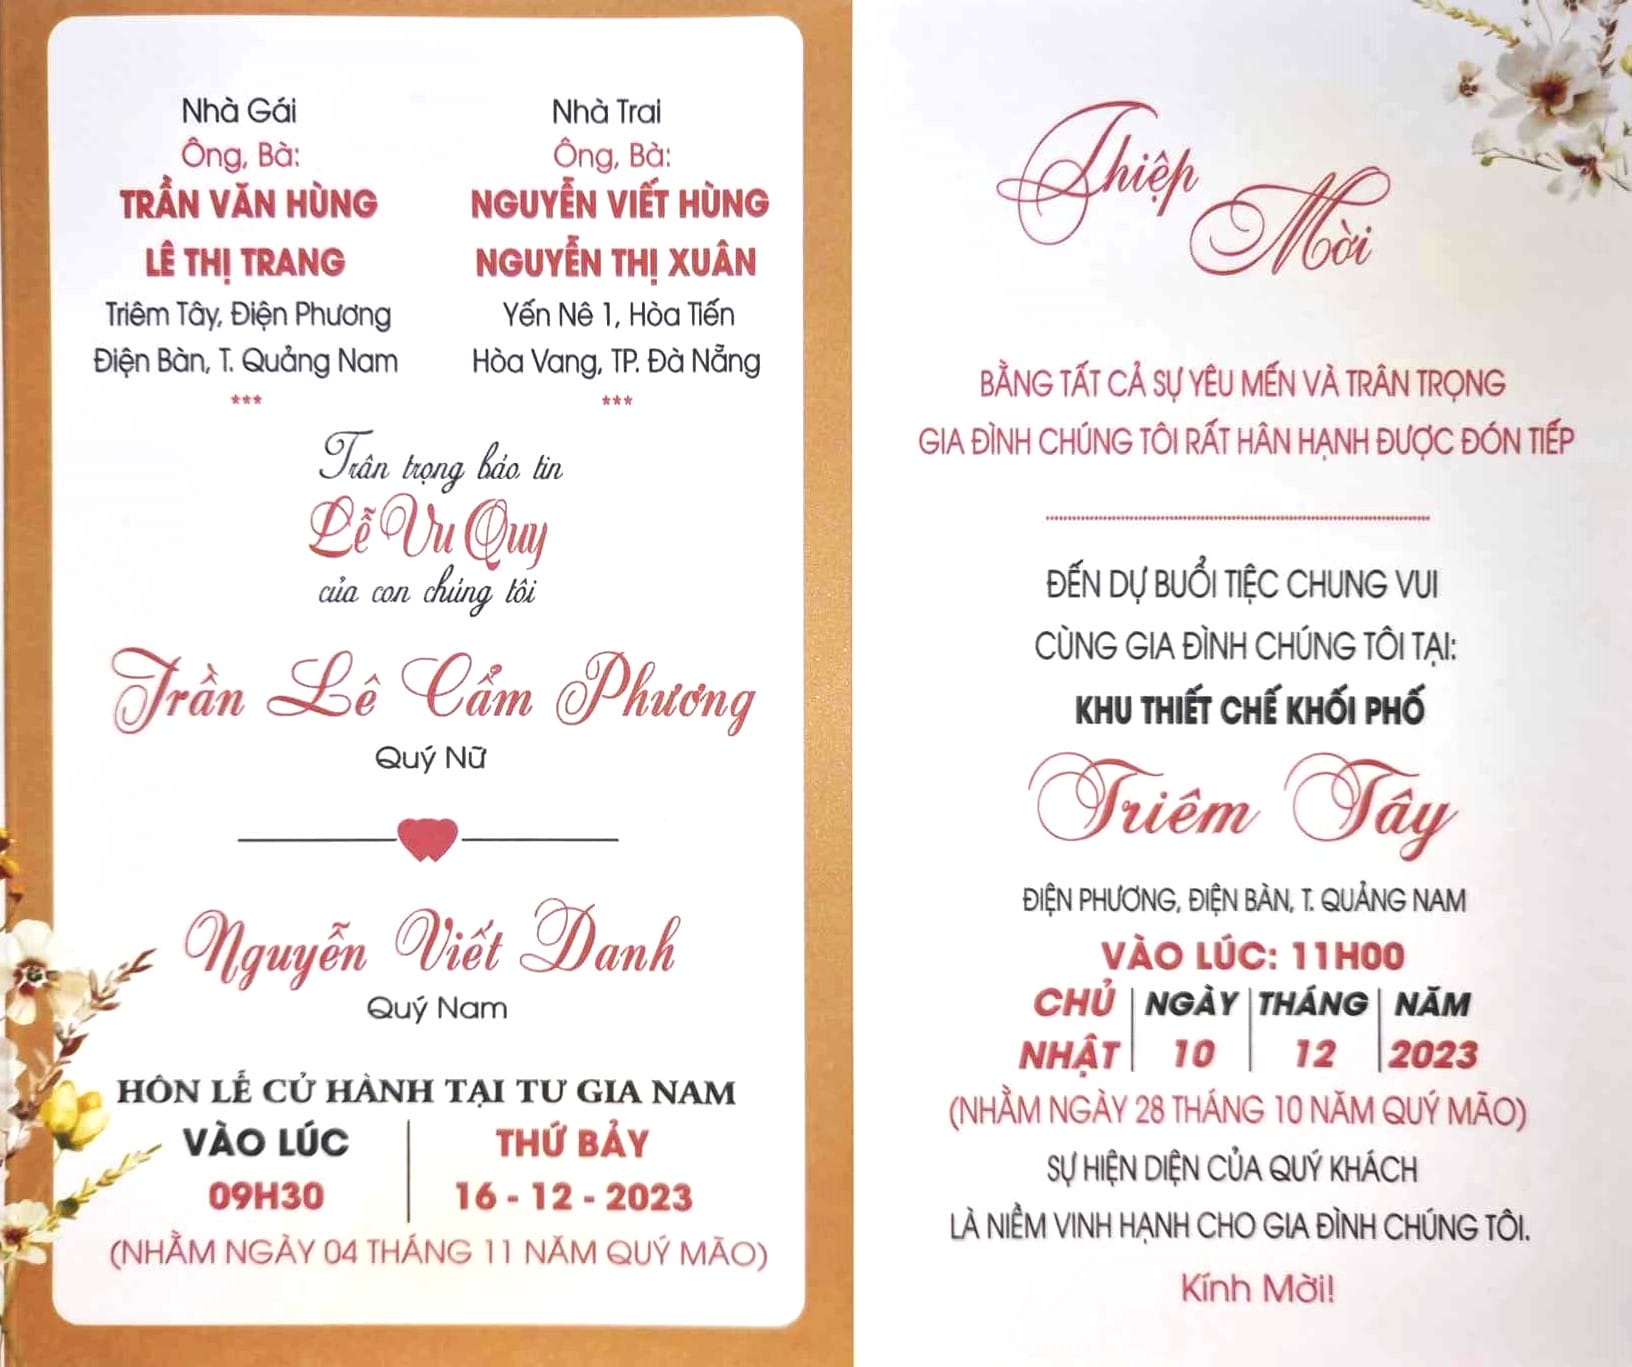 Nhà Gái
Ông, Bà:
TRẦN VĂN HÙNG
LÊ THỊ TRANG
Triêm Tây, Điện Phương
Điện Bàn, T. Quảng Nam
***
Nhà Trai
Ông, Bà:
NGUYỄN VIẾT HÙNG
NGUYỄN THỊ XUÂN
Yến Nê 1, Hòa Tiến
Hòa Vang, TP. Đà Nẵng
***
Trân trọng báo tin
Lễ Vu Quy
của con chúng tôi
Trần Lê Cẩm Phương
Quý Nữ
Nguyễn Viết Danh
Quý Nam
HÔN LỄ CỬ HÀNH TẠI TƯ GIA NAM
VÀO LÚC
09H30
THỨ BẢY
16 - 12 - 2023
(NHẰM NGÀY 04 THÁNG 11 NĂM QUÝ MÃO)
Thiệp
Mời
BẰNG TẤT CẢ SỰ YÊU MẾN VÀ TRÂN TRỌNG
GIA ĐÌNH CHÚNG TÔI RẤT HÂN HẠNH ĐƯỢC ĐÓN TIẾP
ĐẾN DỰ BUỔI TIỆC CHUNG VUI
CÙNG GIA ĐÌNH CHÚNG TÔI TẠI:
KHU THIẾT CHẾ KHỐI PHỐ
Triêm Tây
ĐIỆN PHƯƠNG, ĐIỆN BÀN, T. QUẢNG NAM
VÀO LÚC: 11H00
CHỦ NGÀY THÁNG NĂM
NHẬT 10 12 2023
(NHẰM NGÀY 28 THÁNG 10 NĂM QUÝ MÃO)
SỰ HIỆN DIỆN CỦA QUÝ KHÁCH
LÀ NIỀM VINH HẠNH CHO GIA ĐÌNH CHÚNG TÔI.
Kính Mời!